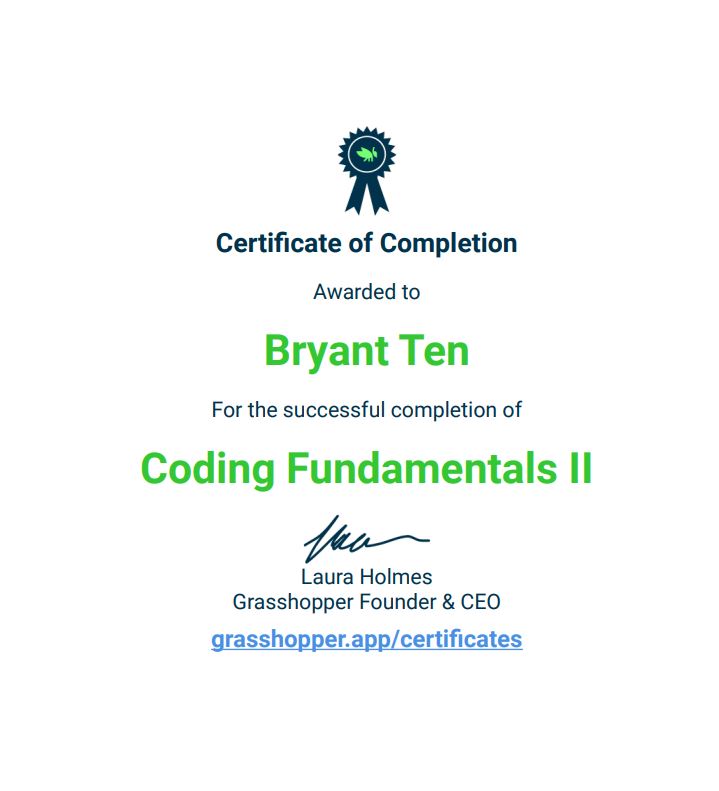 Certificate of Completion
Awarded to
Bryant Ten
For the successful completion of
Coding Fundamentals II
Laura Holmes
Grasshopper Founder & CEO
grasshopper.app/certificates